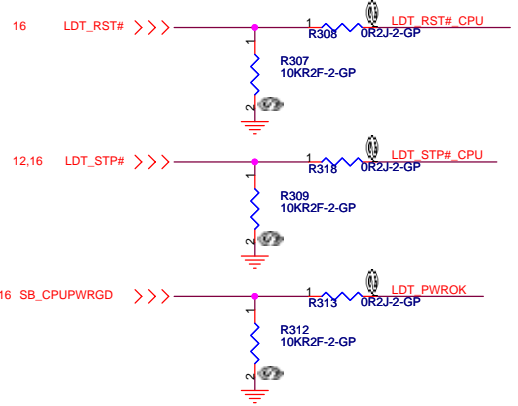 16 LDT_RST# 1 R308 0R2J-2-GP LDT_RST#_CPU
1
R307
10KR2F-2-GP
2
12,16 LDT_STP# 1 R318 0R2J-2-GP LDT_STP#_CPU
1
R309
10KR2F-2-GP
2
16 SB_CPUPWRGD 1 R313 0R2J-2-GP LDT_PWROK
1
R312
10KR2F-2-GP
2